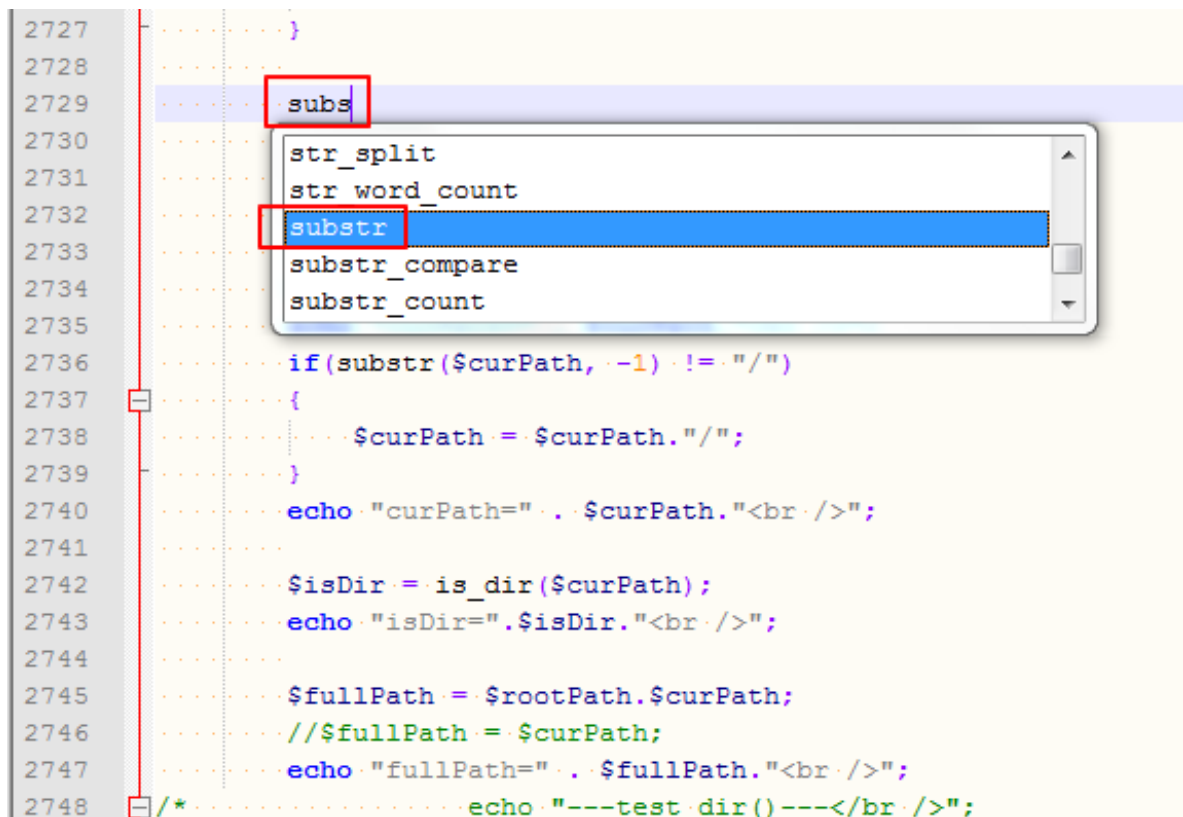 2727 }
2728
2729 subs
2730 str_split
2731 str_word_count
2732 substr
2733 substr_compare
2734 substr_count
2735
2736 if(substr($curPath, -1) != "/")
2737 {
2738 $curPath = $curPath."/";
2739 }
2740 echo "curPath=" . $curPath."<br />";
2741
2742 $isDir = is_dir($curPath);
2743 echo "isDir=".$isDir."<br />";
2744
2745 $fullPath = $rootPath.$curPath;
2746 //$fullPath = $curPath;
2747 echo "fullPath=" . $fullPath."<br />";
2748 /* echo "---test dir()---</br />";